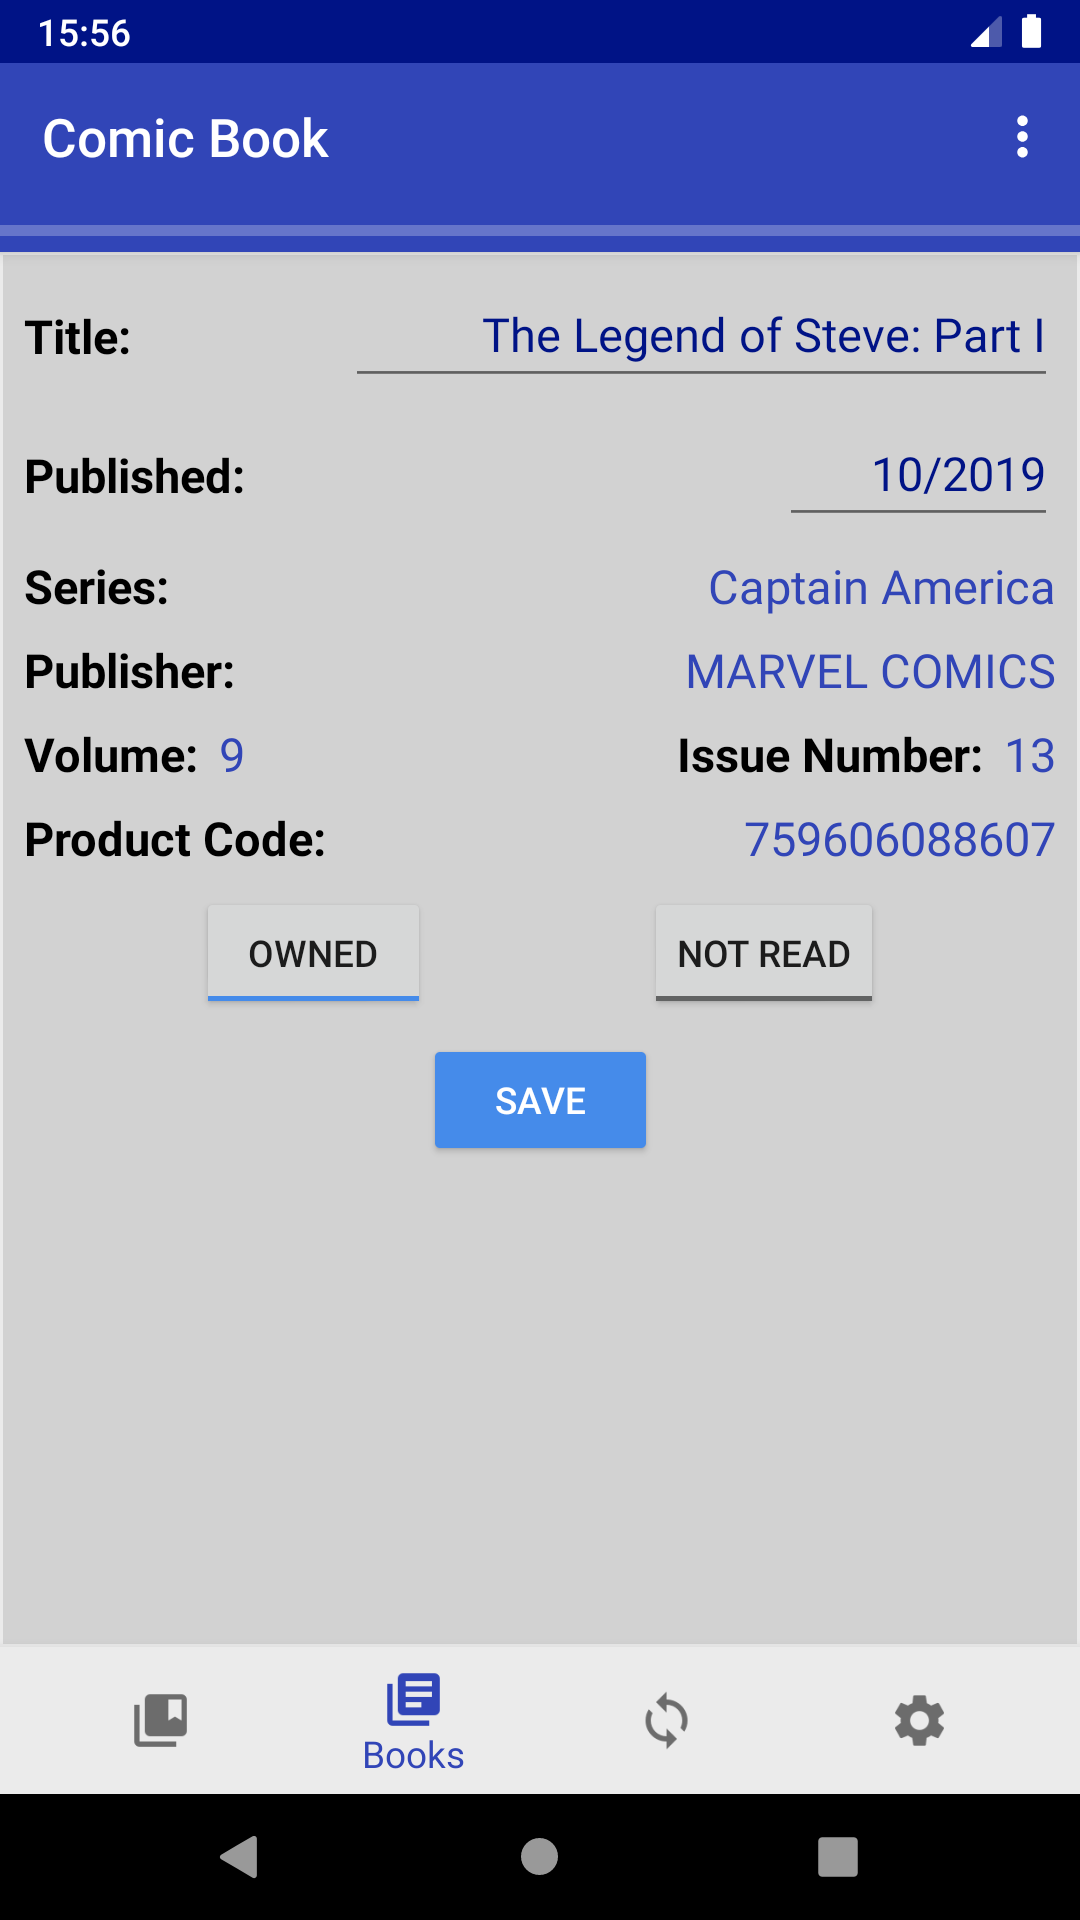 15:56
Comic Book
Title: The Legend of Steve: Part I
Published: 10/2019
Series: Captain America
Publisher: MARVEL COMICS
Volume: 9 Issue Number: 13
Product Code: 759606088607
OWNED NOT READ
SAVE
Books